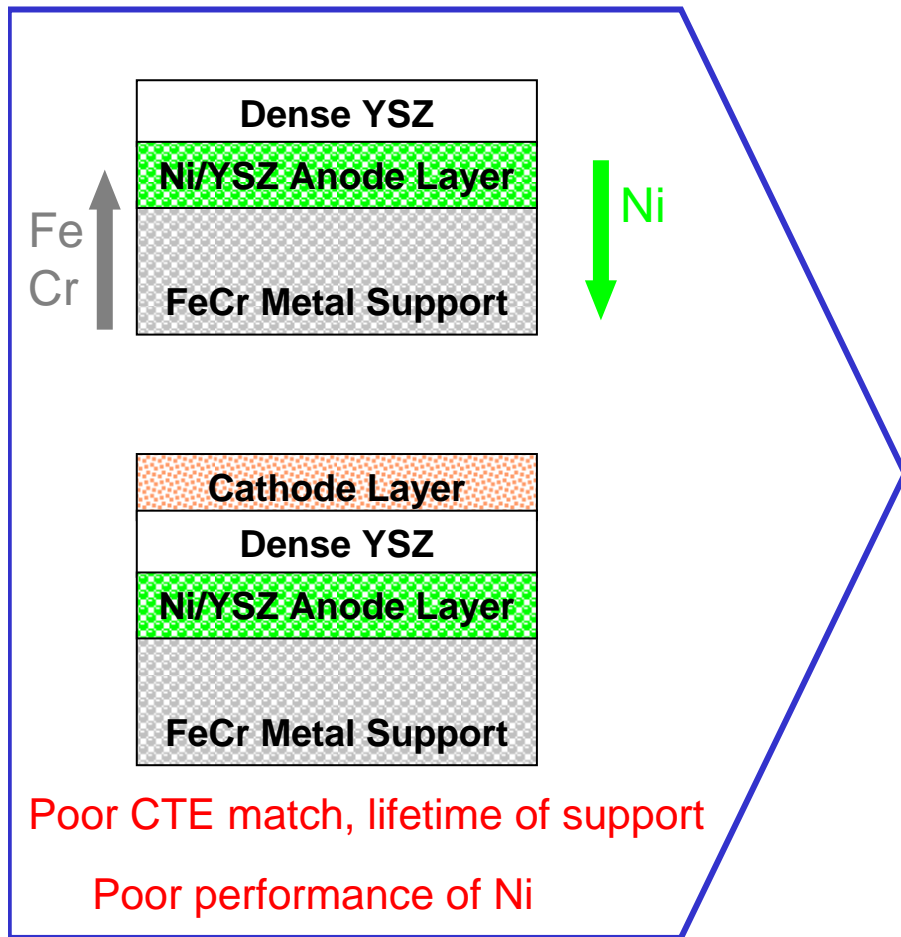 Dense YSZ
Ni/YSZ Anode Layer
Fe
Cr
FeCr Metal Support
Ni
Cathode Layer
Dense YSZ
Ni/YSZ Anode Layer
FeCr Metal Support
Poor CTE match, lifetime of support
Poor performance of Ni